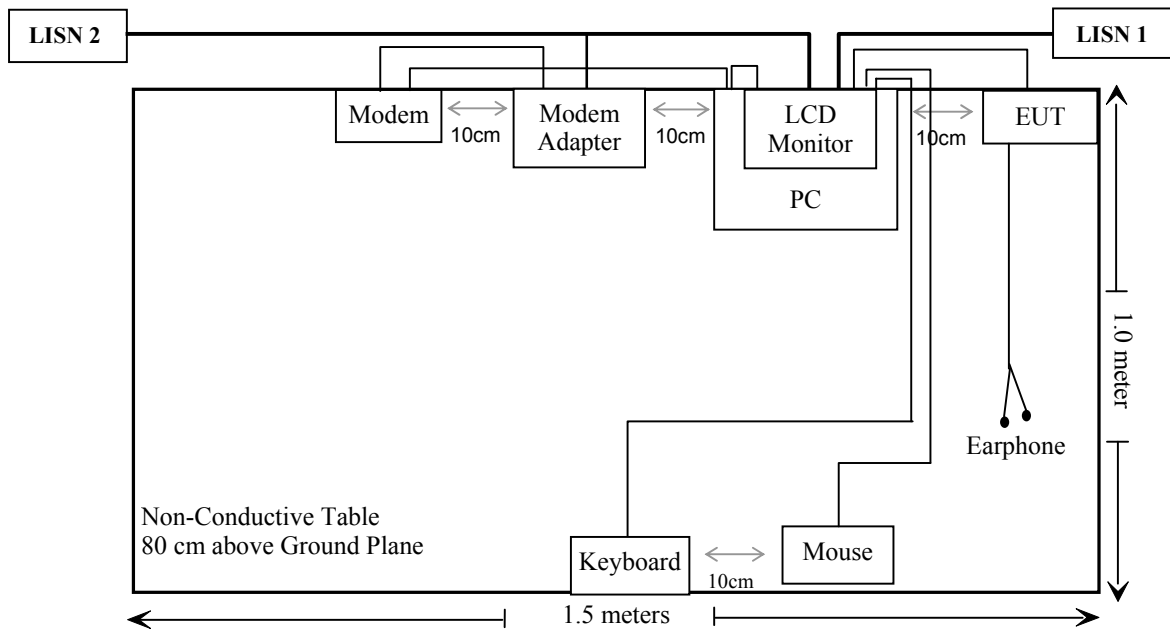 LISN 2
LISN 1
Modem
10cm
Modem
Adapter
10cm
LCD
Monitor
PC
10cm
EUT
1.0 meter
Earphone
Non-Conductive Table
80 cm above Ground Plane
Keyboard
10cm
Mouse
1.5 meters